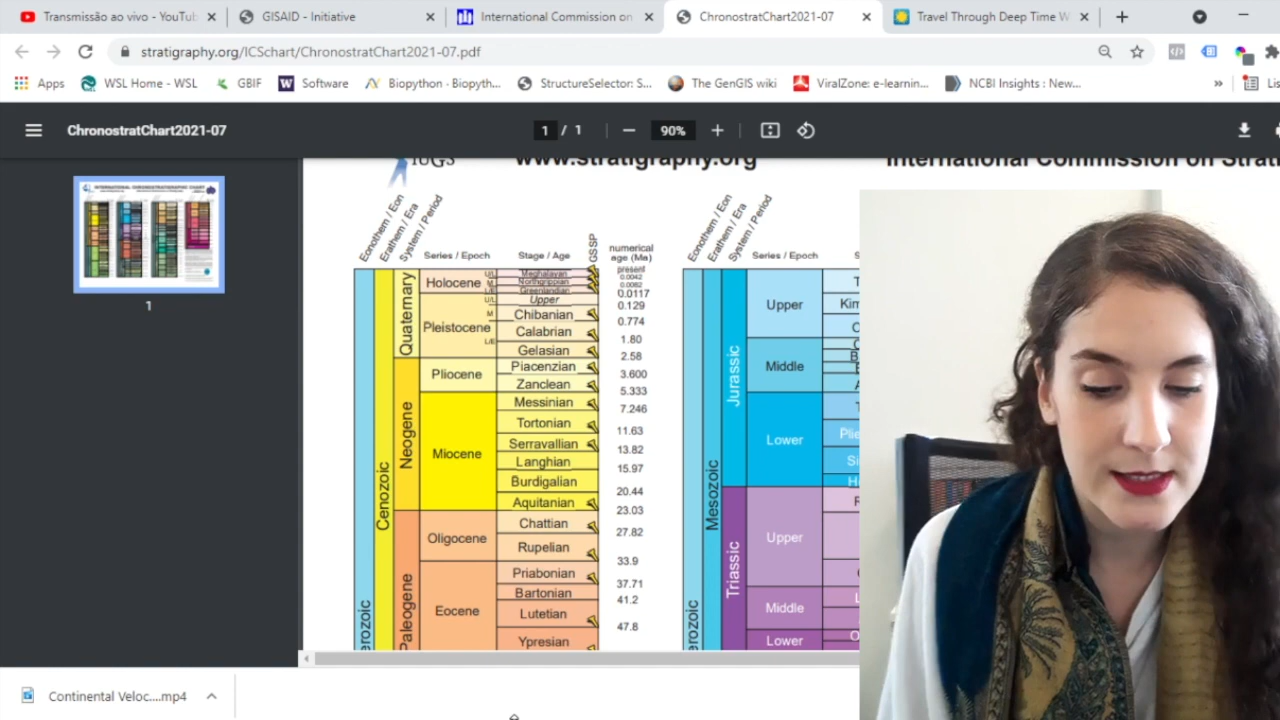 Transmissão ao vivo - YouTu
GISAID - Initiative
International Commission on
ChronostratChart2021-07
Travel Through Deep Time W
stratigraphy.org/ICSchart/ChronostratChart2021-07.pdf
Apps
WSL Home - WSL
GBIF
Software
Biopython - Biopyth...
StructureSelector: S...
The GenGIS wiki
ViralZone: e-learnin...
NCBI Insights : New...
»
Lis
ChronostratChart2021-07
1 / 1
90%
1
IUGS
www.stratigraphy.org
International Commission on Strati
Eonothem / Eon
Erathem / Era
System / Period
Series / Epoch
Stage / Age
GSSP
numerical
age (Ma)
Cenozoic
Quaternary
Neogene
Paleogene
erozoic
Holocene
Pleistocene
Pliocene
Miocene
Oligocene
Eocene
U/L
M
L/E
U/L
M
L/E
Meghalayan
Northgrippian
Greenlandian
Upper
Chibanian
Calabrian
Gelasian
Piacenzian
Zanclean
Messinian
Tortonian
Serravallian
Langhian
Burdigalian
Aquitanian
Chattian
Rupelian
Priabonian
Bartonian
Lutetian
Ypresian
present
0.0042
0.0082
0.0117
0.129
0.774
1.80
2.58
3.600
5.333
7.246
11.63
13.82
15.97
20.44
23.03
27.82
33.9
37.71
41.2
47.8
Eonothem / Eon
Erathem / Era
System / Period
Series / Epoch
S
erozoic
Mesozoic
Jurassic
Triassic
Upper
Middle
Lower
Upper
Middle
Lower
T
Kim
Plie
Si
H
Continental Veloc....mp4